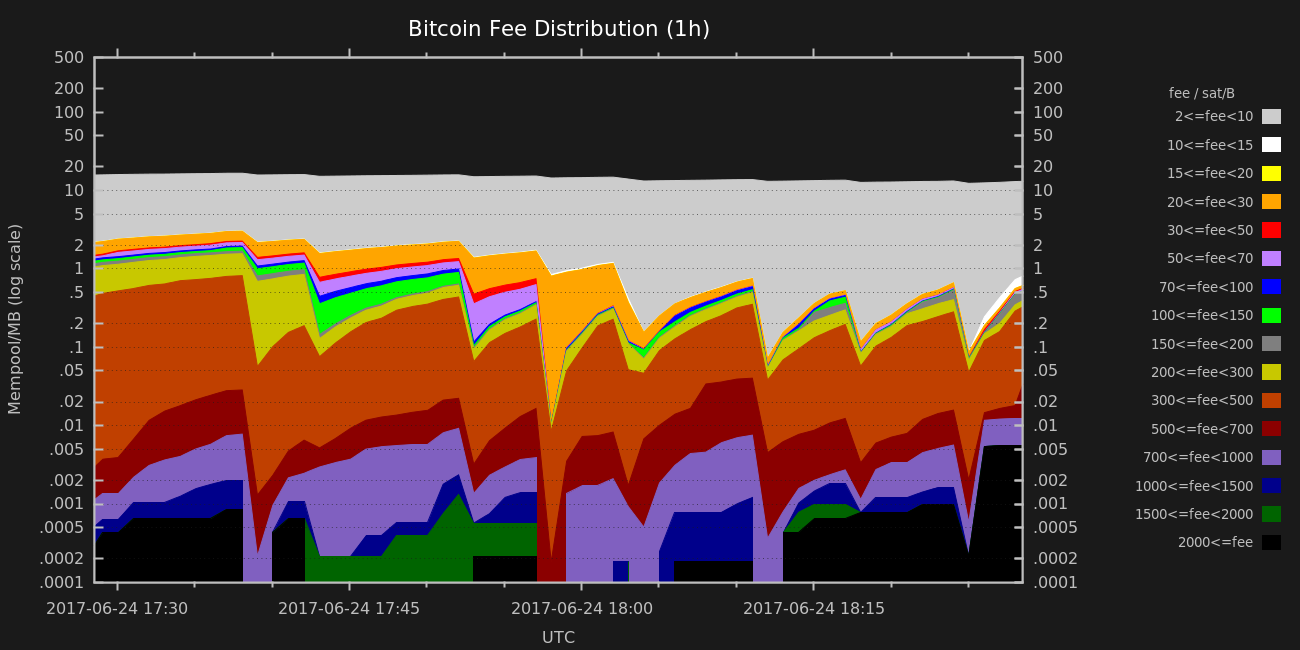 Bitcoin Fee Distribution (1h)
500 500
200 200
100 100
50 50
20 20
10 10
5 5
2 2
1 1
.5 .5
.2 .2
.1 .1
.05 .05
.02 .02
.01 .01
.005 .005
.002 .002
.001 .001
.0005 .0005
.0002 .0002
.0001 .0001
Mempool/MB (log scale)
2017-06-24 17:30 2017-06-24 17:45 2017-06-24 18:00 2017-06-24 18:15
UTC
fee / sat/B
2<=fee<10
10<=fee<15
15<=fee<20
20<=fee<30
30<=fee<50
50<=fee<70
70<=fee<100
100<=fee<150
150<=fee<200
200<=fee<300
300<=fee<500
500<=fee<700
700<=fee<1000
1000<=fee<1500
1500<=fee<2000
2000<=fee